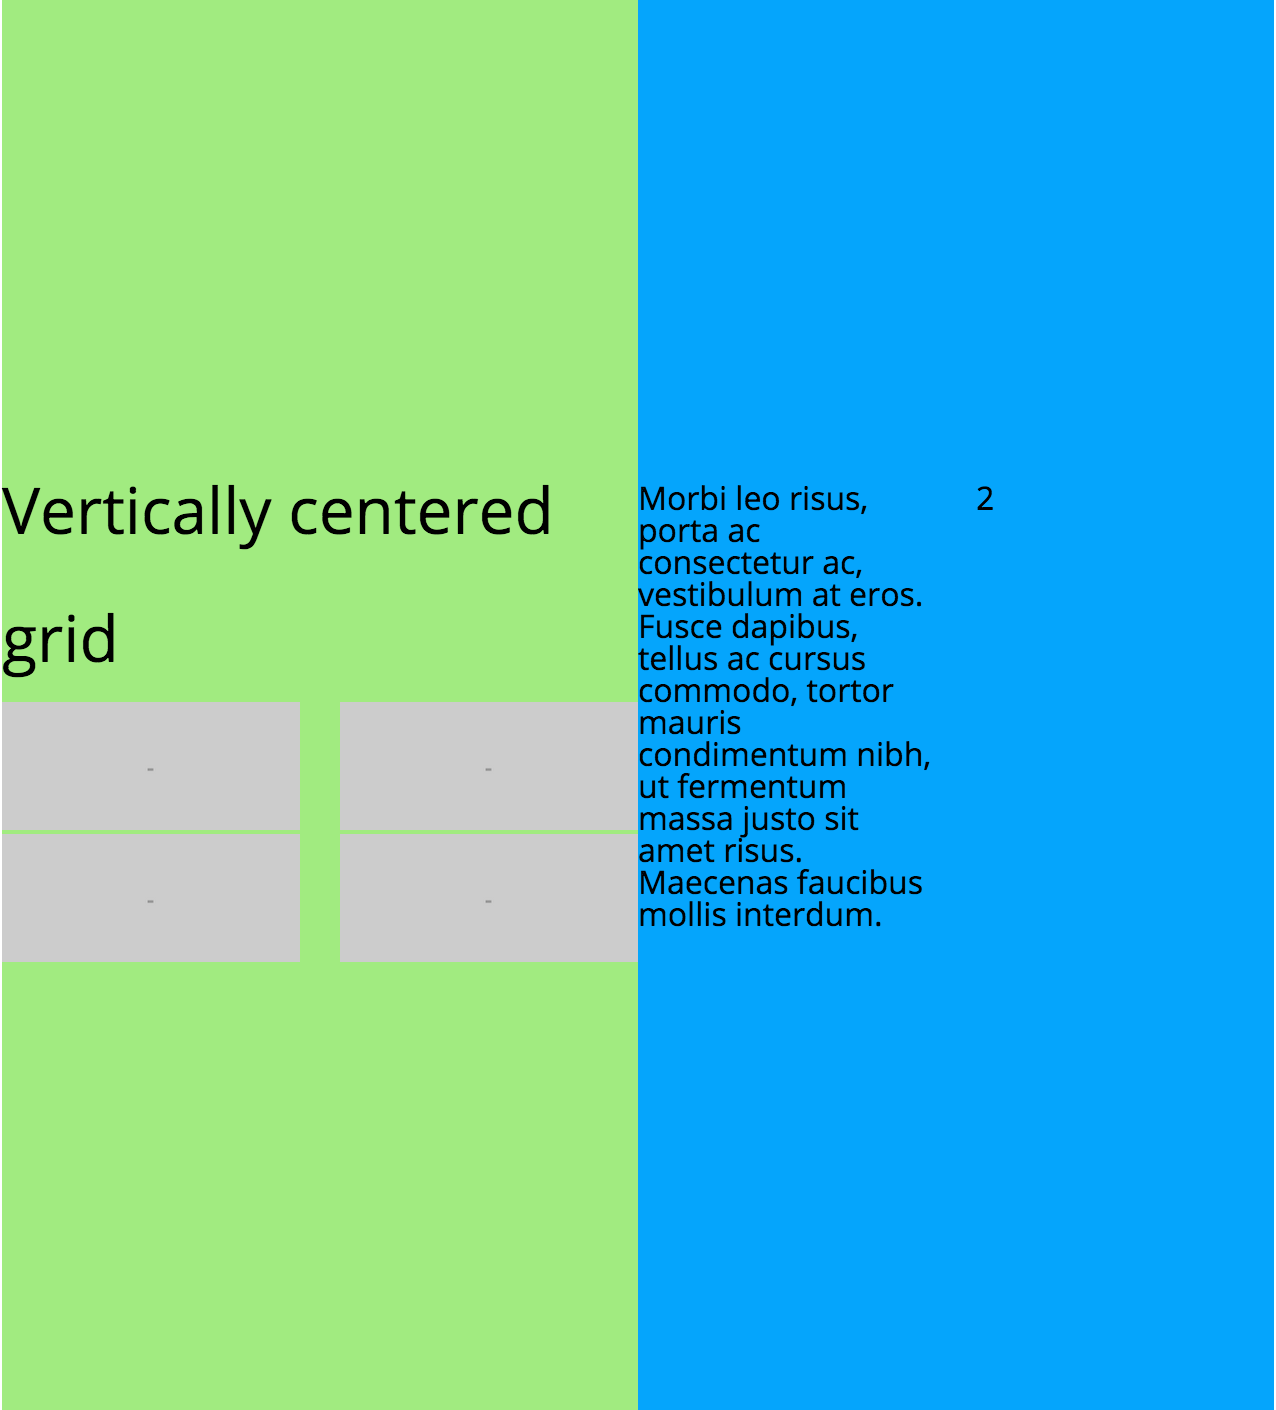 Vertically centered
grid
-
-
-
-
Morbi leo risus,
porta ac
consectetur ac,
vestibulum at eros.
Fusce dapibus,
tellus ac cursus
commodo, tortor
mauris
condimentum nibh,
ut fermentum
massa justo sit
amet risus.
Maecenas faucibus
mollis interdum.
2